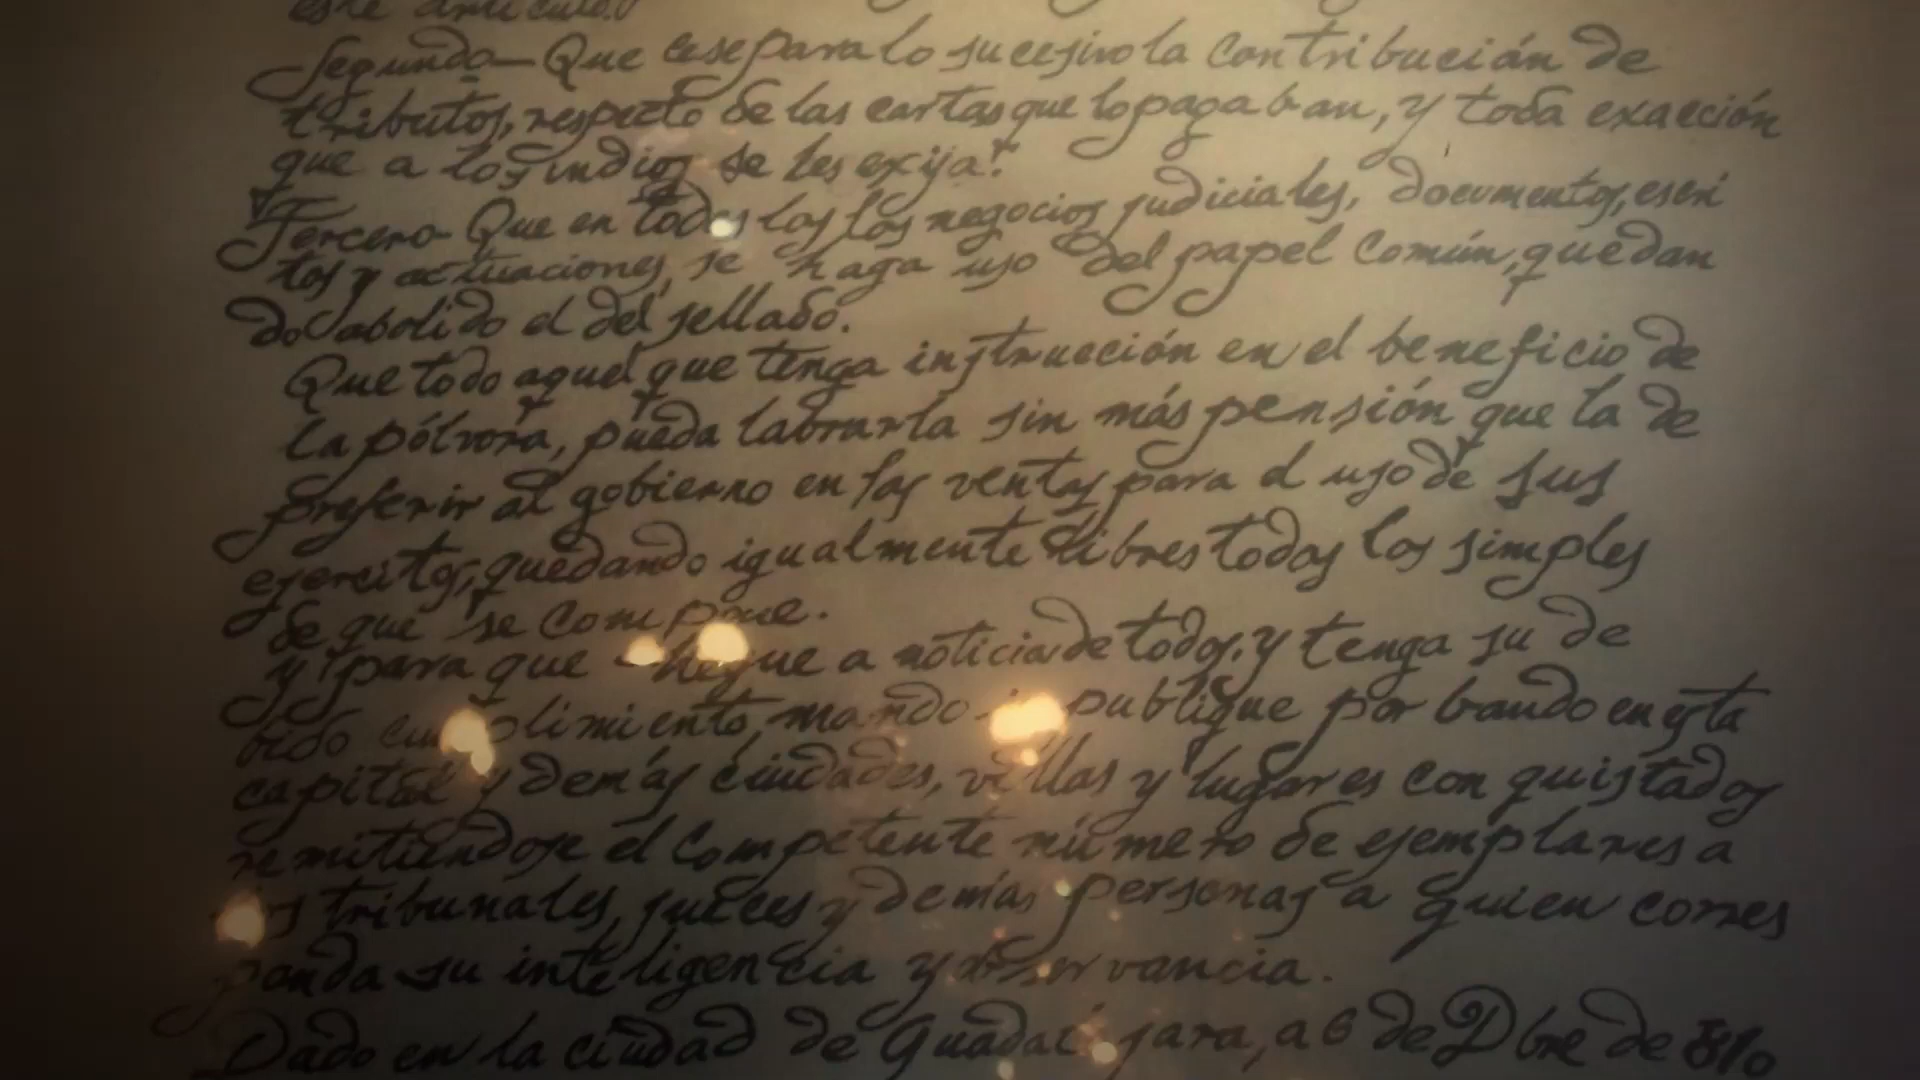 este artículo.
Segundo- Que cese para lo sucesivo la contribución de
tributos, respecto de las castas que lo pagaban, y toda exacción
que a los indios se les exija.
Tercero- Que en todos los los negocios judiciales, documentos, escri
tos y actuaciones, se haga uso del papel común, quedan
do abolido el del sellado.
Que todo aquel que tenga instrucción en el beneficio de
la pólvora, pueda labrarla sin más pensión que la de
preferir al gobierno en las ventas para el uso de sus
ejercitos, quedando igualmente libres todos los simples
de que se compone.
y para que llegue a noticia de todos. y tenga su de
bido cumplimiento, mando se publique por bando en esta
capital y demás ciudades, villas y lugares conquistados
remitiendose el competente número de ejemplares a
los tribunales, jueces y demás personas a quien corres
ponda su inteligencia y observancia.
Dado en la ciudad de Guadalajara, a 6 de Dbre de 810